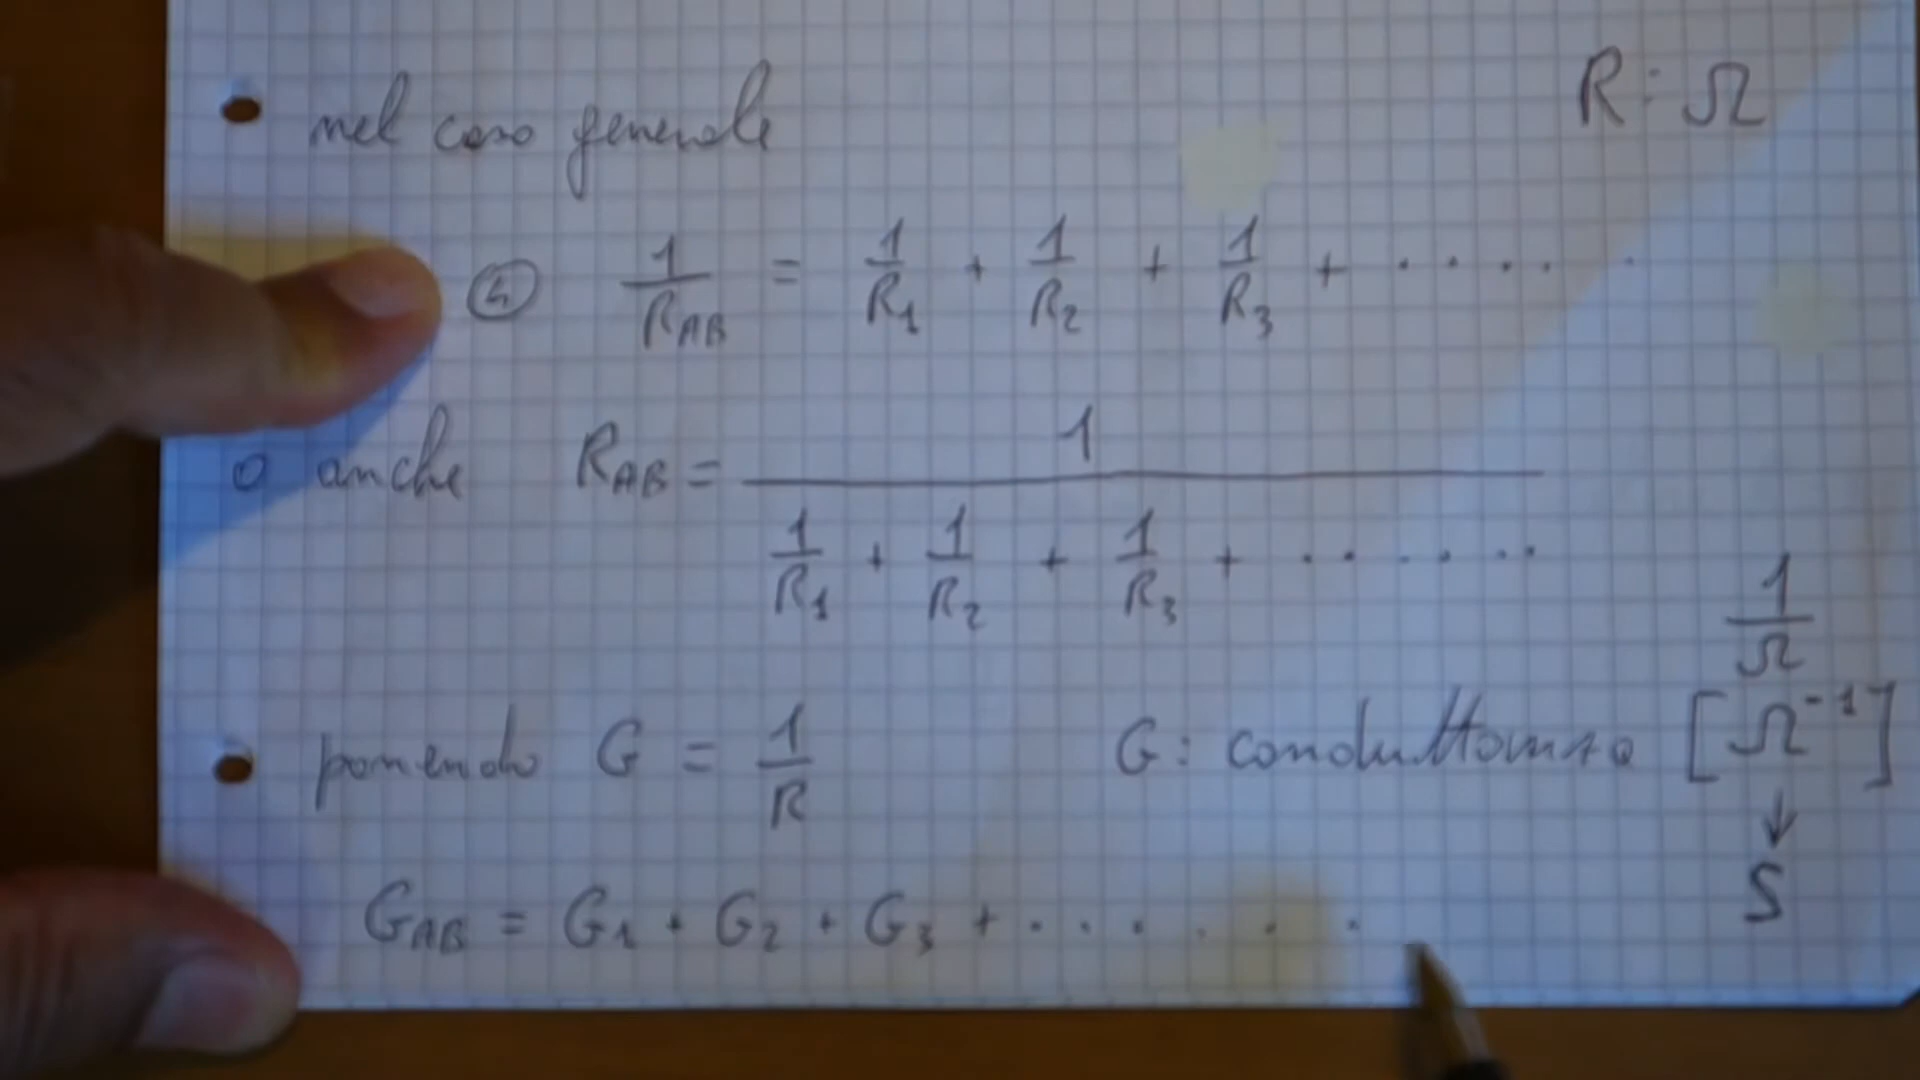 nel caso generale R: Ω
④ 1/R_AB = 1/R_1 + 1/R_2 + 1/R_3 + ......
o anche R_AB = 1/(1/R_1 + 1/R_2 + 1/R_3 + ......)
1/Ω
ponendo G = 1/R G: conduttanza [Ω^-1]
↓
S
G_AB = G_1 + G_2 + G_3 + .......